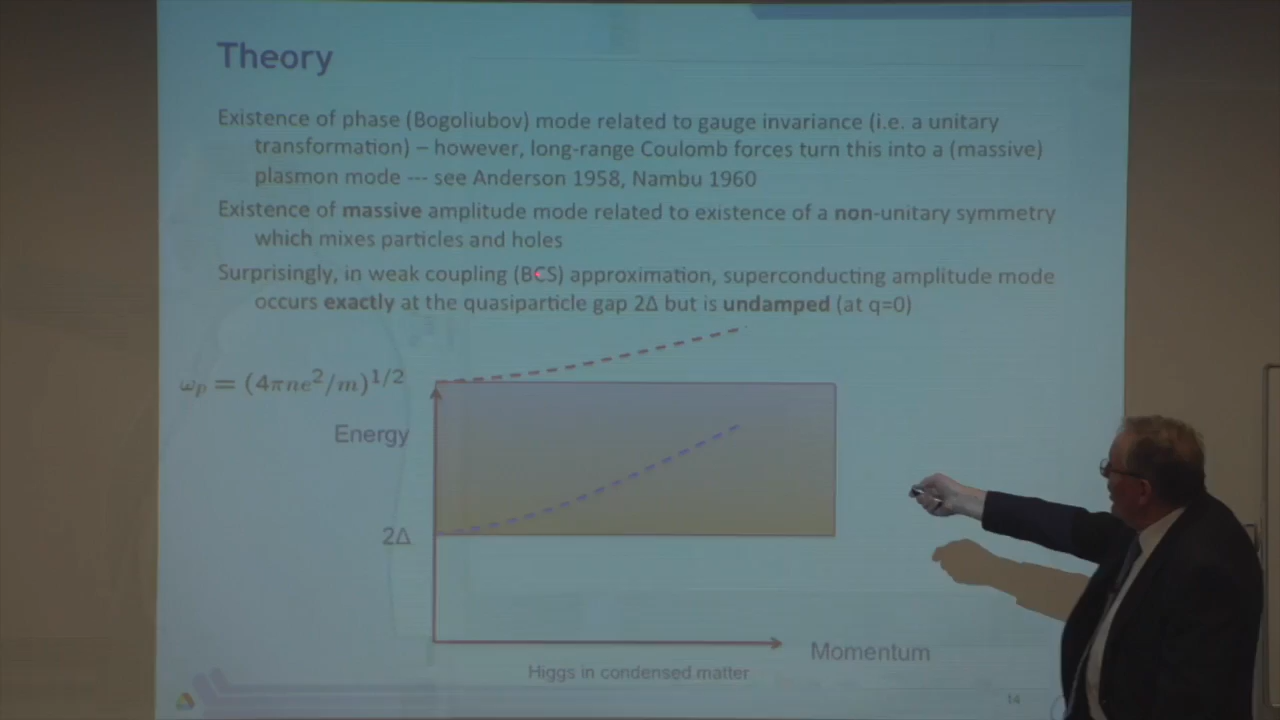 Theory
Existence of phase (Bogoliubov) mode related to gauge invariance (i.e. a unitary
transformation) – however, long-range Coulomb forces turn this into a (massive)
plasmon mode --- see Anderson 1958, Nambu 1960
Existence of massive amplitude mode related to existence of a non-unitary symmetry
which mixes particles and holes
Surprisingly, in weak coupling (BCS) approximation, superconducting amplitude mode
occurs exactly at the quasiparticle gap 2Δ but is undamped (at q=0)
ωₚ = (4πne²/m)^1/2
Energy
2Δ
Momentum
Higgs in condensed matter
14